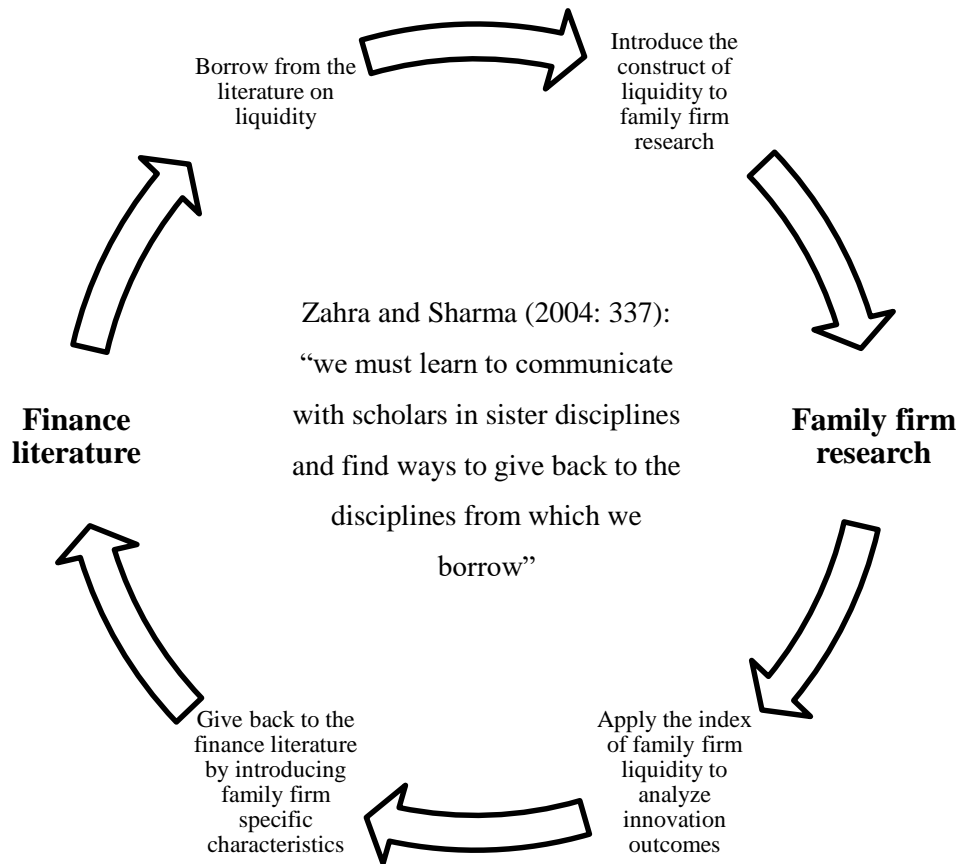 Borrow from the
literature on
liquidity
Introduce the
construct of
liquidity to
family firm
research
Zahra and Sharma (2004: 337):
“we must learn to communicate
with scholars in sister disciplines
and find ways to give back to the
disciplines from which we
borrow”
Finance
literature
Family firm
research
Give back to the
finance literature
by introducing
family firm
specific
characteristics
Apply the index
of family firm
liquidity to
analyze
innovation
outcomes